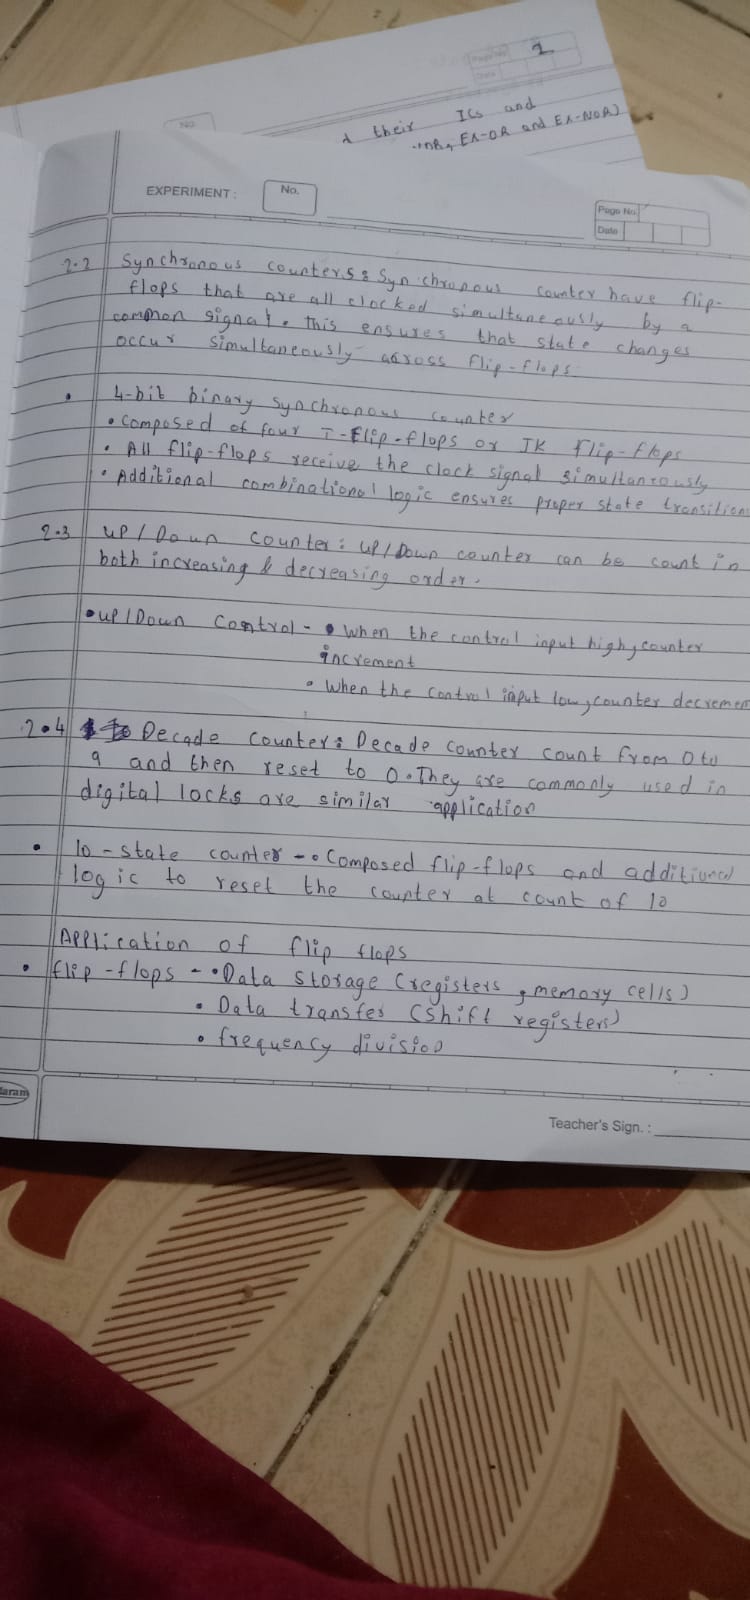 Page No. 1
Date
No.
their ICs and
EX-OR and EX-NOR)
EXPERIMENT :
No.
Page No.
Date
2.2 Synchronous counters: Synchronous counter have flip-
flops that are all clocked simultaneously by a
common signal. This ensures that state changes
occur simultaneously across flip-flops.
• 4-bit binary synchronous counter
• Composed of four T-flip-flops or JK flip-flops
• All flip-flops receive the clock signal simultaneously
• Additional combinational logic ensures proper state transition
2.3 UP/Down Counter: UP/Down counter can be count in
both increasing & decreasing order.
• UP/Down Control - • When the control input high, counter
increment
• When the control input low, counter decremen
2.4 Decade counter: Decade counter count from 0 to
9 and then reset to 0. They are commonly used in
digital locks are similar application
• 10-state counter - • Composed flip-flops and additional
logic to reset the counter at count of 10
Application of flip flops
• flip-flops - • Data storage (registers, memory cells)
• Data transfer (shift registers)
• frequency division
Teacher's Sign. :